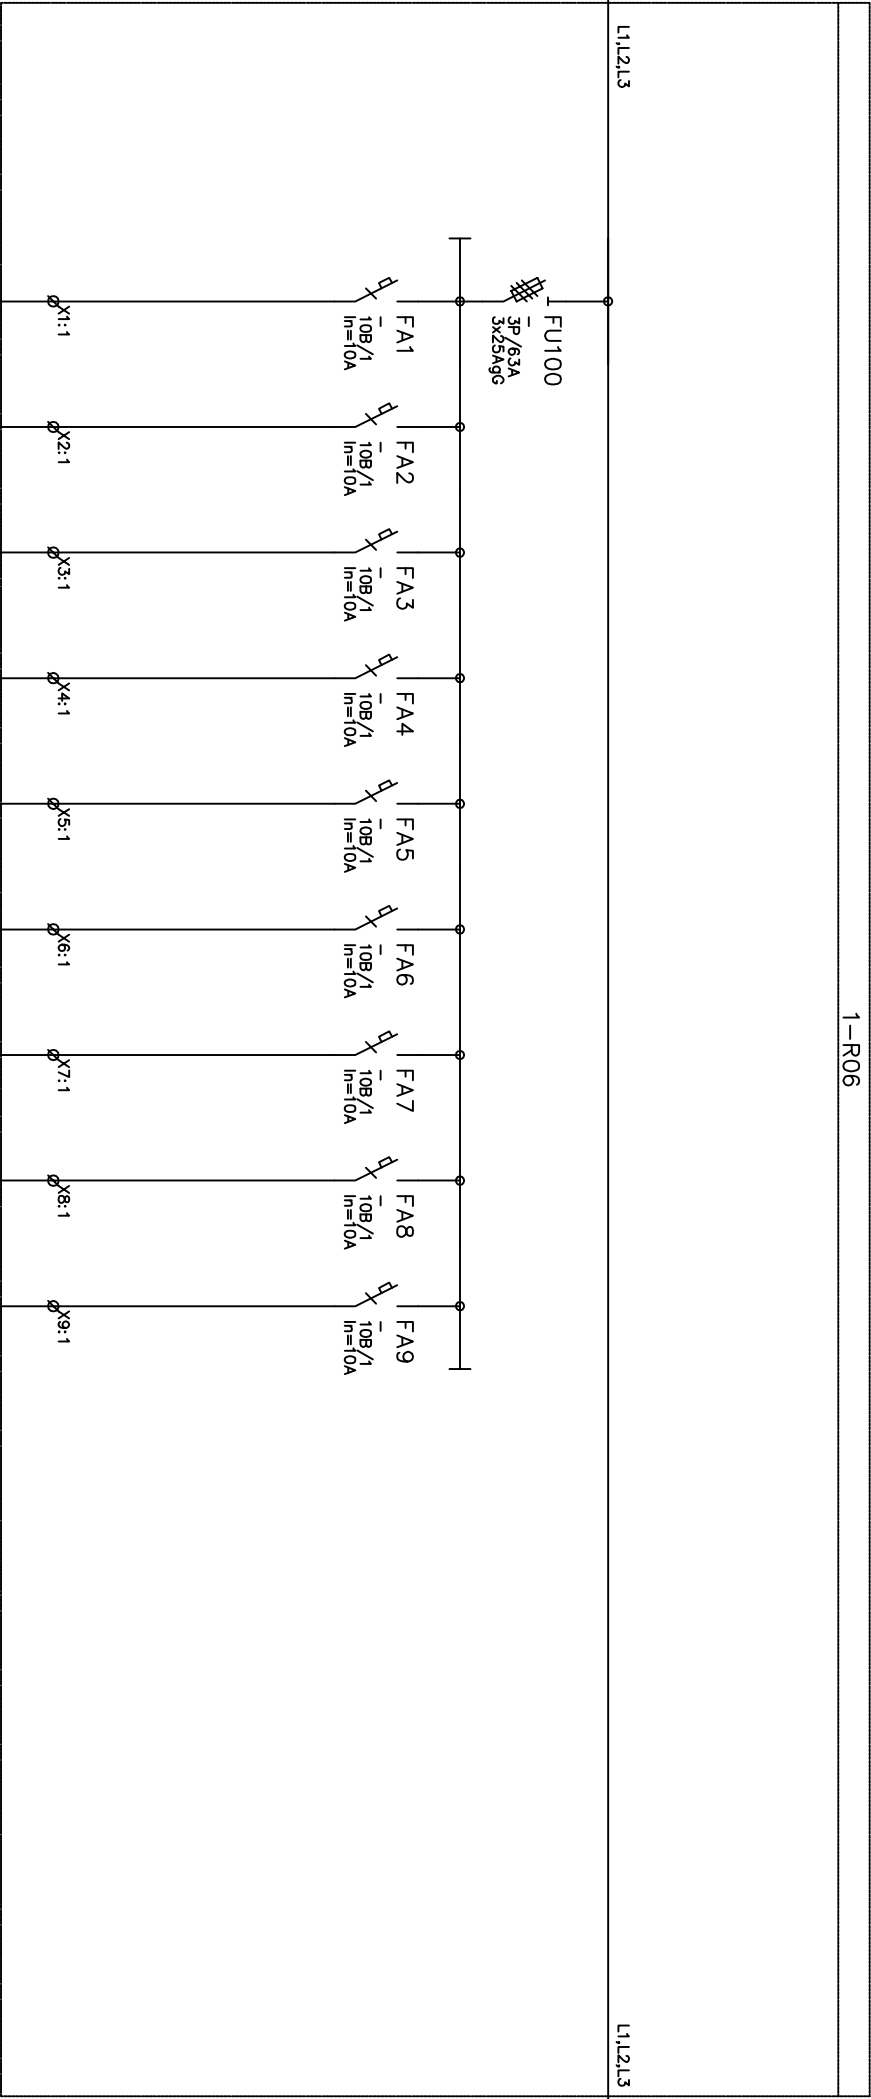 1-R06
L1,L2,L3
L1,L2,L3
FU100
-
3P/63A
3x25AgG
FA1
-
10B/1
In=10A
FA2
-
10B/1
In=10A
FA3
-
10B/1
In=10A
FA4
-
10B/1
In=10A
FA5
-
10B/1
In=10A
FA6
-
10B/1
In=10A
FA7
-
10B/1
In=10A
FA8
-
10B/1
In=10A
FA9
-
10B/1
In=10A
X1:1
X2:1
X3:1
X4:1
X5:1
X6:1
X7:1
X8:1
X9:1